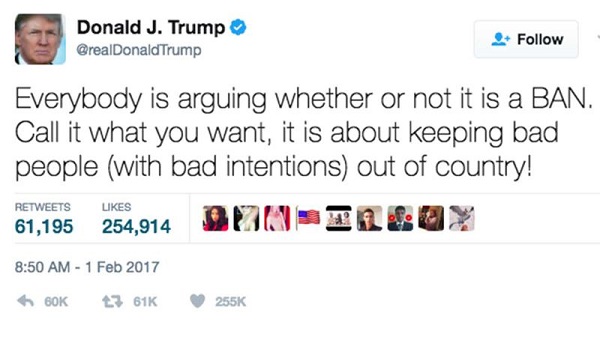 Donald J. Trump
@realDonaldTrump
Follow
Everybody is arguing whether or not it is a BAN.
Call it what you want, it is about keeping bad
people (with bad intentions) out of country!
RETWEETS LIKES
61,195 254,914
8:50 AM - 1 Feb 2017
60K 61K 255K